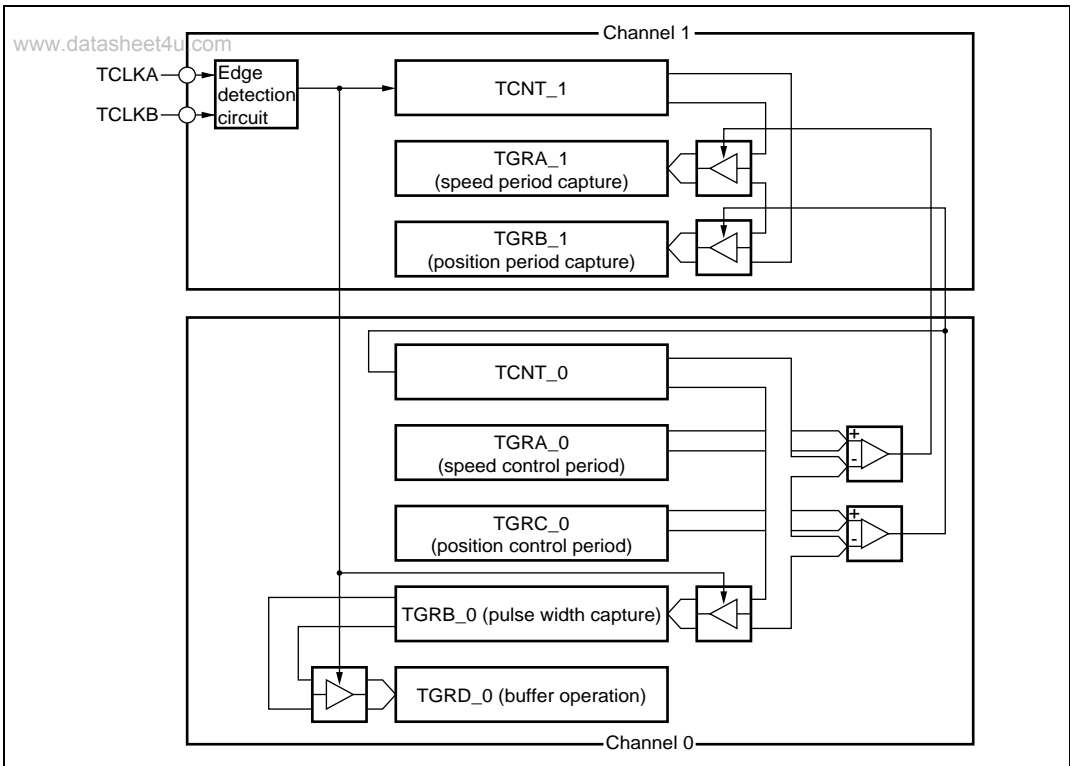 www.datasheet4u.com
Channel 1
TCLKA
TCLKB
Edge
detection
circuit
TCNT_1
TGRA_1
(speed period capture)
TGRB_1
(position period capture)
TCNT_0
TGRA_0
(speed control period)
+
-
TGRC_0
(position control period)
+
-
TGRB_0 (pulse width capture)
TGRD_0 (buffer operation)
Channel 0